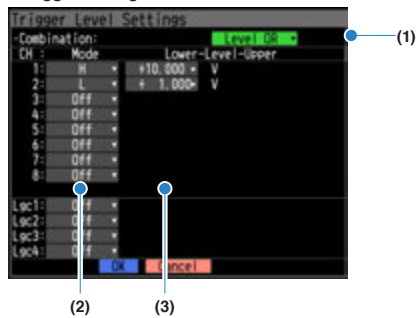 Trigger Level Settings
-Combination: Level OR
CH : Mode Lower-Level-Upper
1: H +10.000 V
2: L + 1.000 V
3: Off
4: Off
5: Off
6: Off
7: Off
8: Off
Lgc1: Off
Lgc2: Off
Lgc3: Off
Lgc4: Off
OK Cancel
(1)
(2) (3)